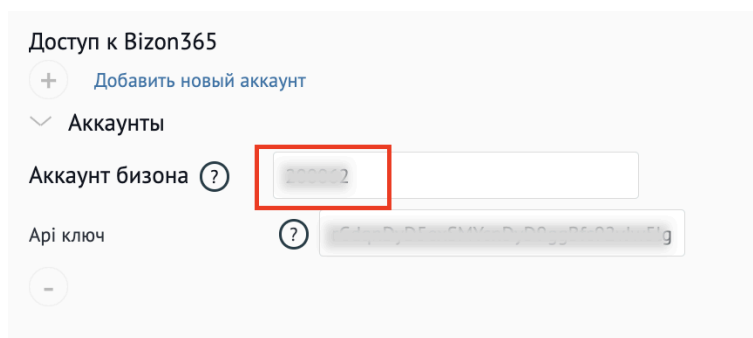 Доступ к Bizon365
+ Добавить новый аккаунт
Аккаунты
Аккаунт бизона ?
Api ключ ?
-